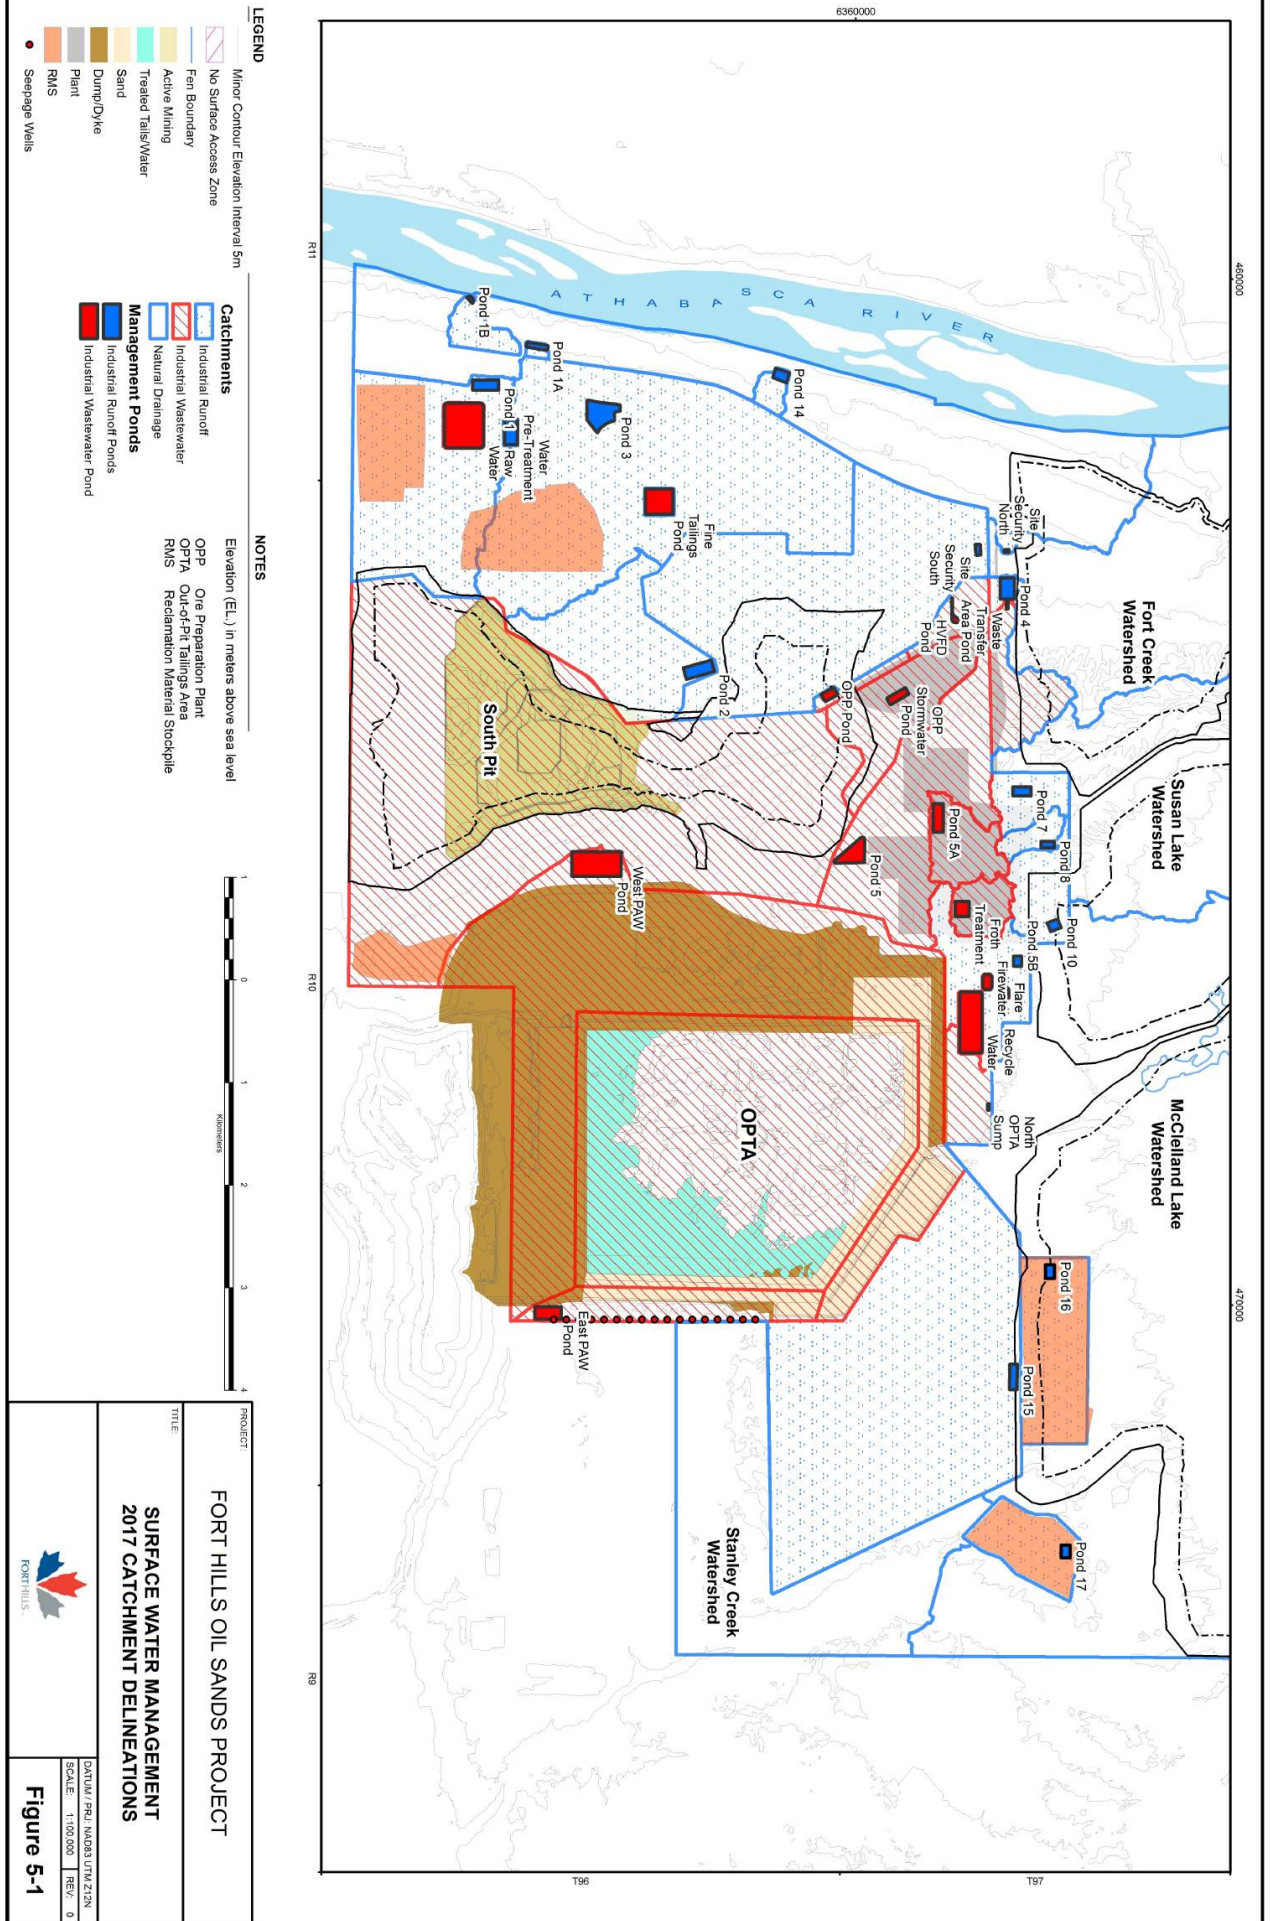 6360000
460000
470000
R11
R10
R9
T96
T97
ATHABASCA RIVER
Fort Creek
Watershed
Susan Lake
Watershed
McClelland Lake
Watershed
Stanley Creek
Watershed
Pond 1B
Pond 1A
Pond 14
Pond 1
Raw
Water
Water
Pre-Treatment
Pond 3
Fine
Tailings
Pond
Site
Security
North
Site
Security
South
Pond 4
Waste
Transfer
Area Pond
HVFD
Pond
Pond 2
OPP Pond
OPP
Stormwater
Pond
Pond 5A
Pond 5
Pond 7
Pond 8
Pond 10
Pond 5B
Froth
Treatment
Flare
Firewater
Recycle
Water
North
OPTA
Sump
South Pit
West PAW
Pond
OPTA
East PAW
Pond
Pond 16
Pond 15
Pond 17
LEGEND
Minor Contour Elevation Interval 5m
No Surface Access Zone
Fen Boundary
Active Mining
Treated Tails/Water
Sand
Dump/Dyke
Plant
RMS
Seepage Wells
Catchments
Industrial Runoff
Industrial Wastewater
Natural Drainage
Management Ponds
Industrial Runoff Ponds
Industrial Wastewater Pond
NOTES
Elevation (EL.) in meters above sea level
OPP Ore Preparation Plant
OPTA Out-of-Pit Tailings Area
RMS Reclamation Material Stockpile
1 0 1 2 3 4
Kilometers
PROJECT:
FORT HILLS OIL SANDS PROJECT
TITLE:
SURFACE WATER MANAGEMENT
2017 CATCHMENT DELINEATIONS
FORT HILLS
DATUM / PRJ: NAD83 UTM Z12N
SCALE: 1:100,000 REV: 0
Figure 5-1